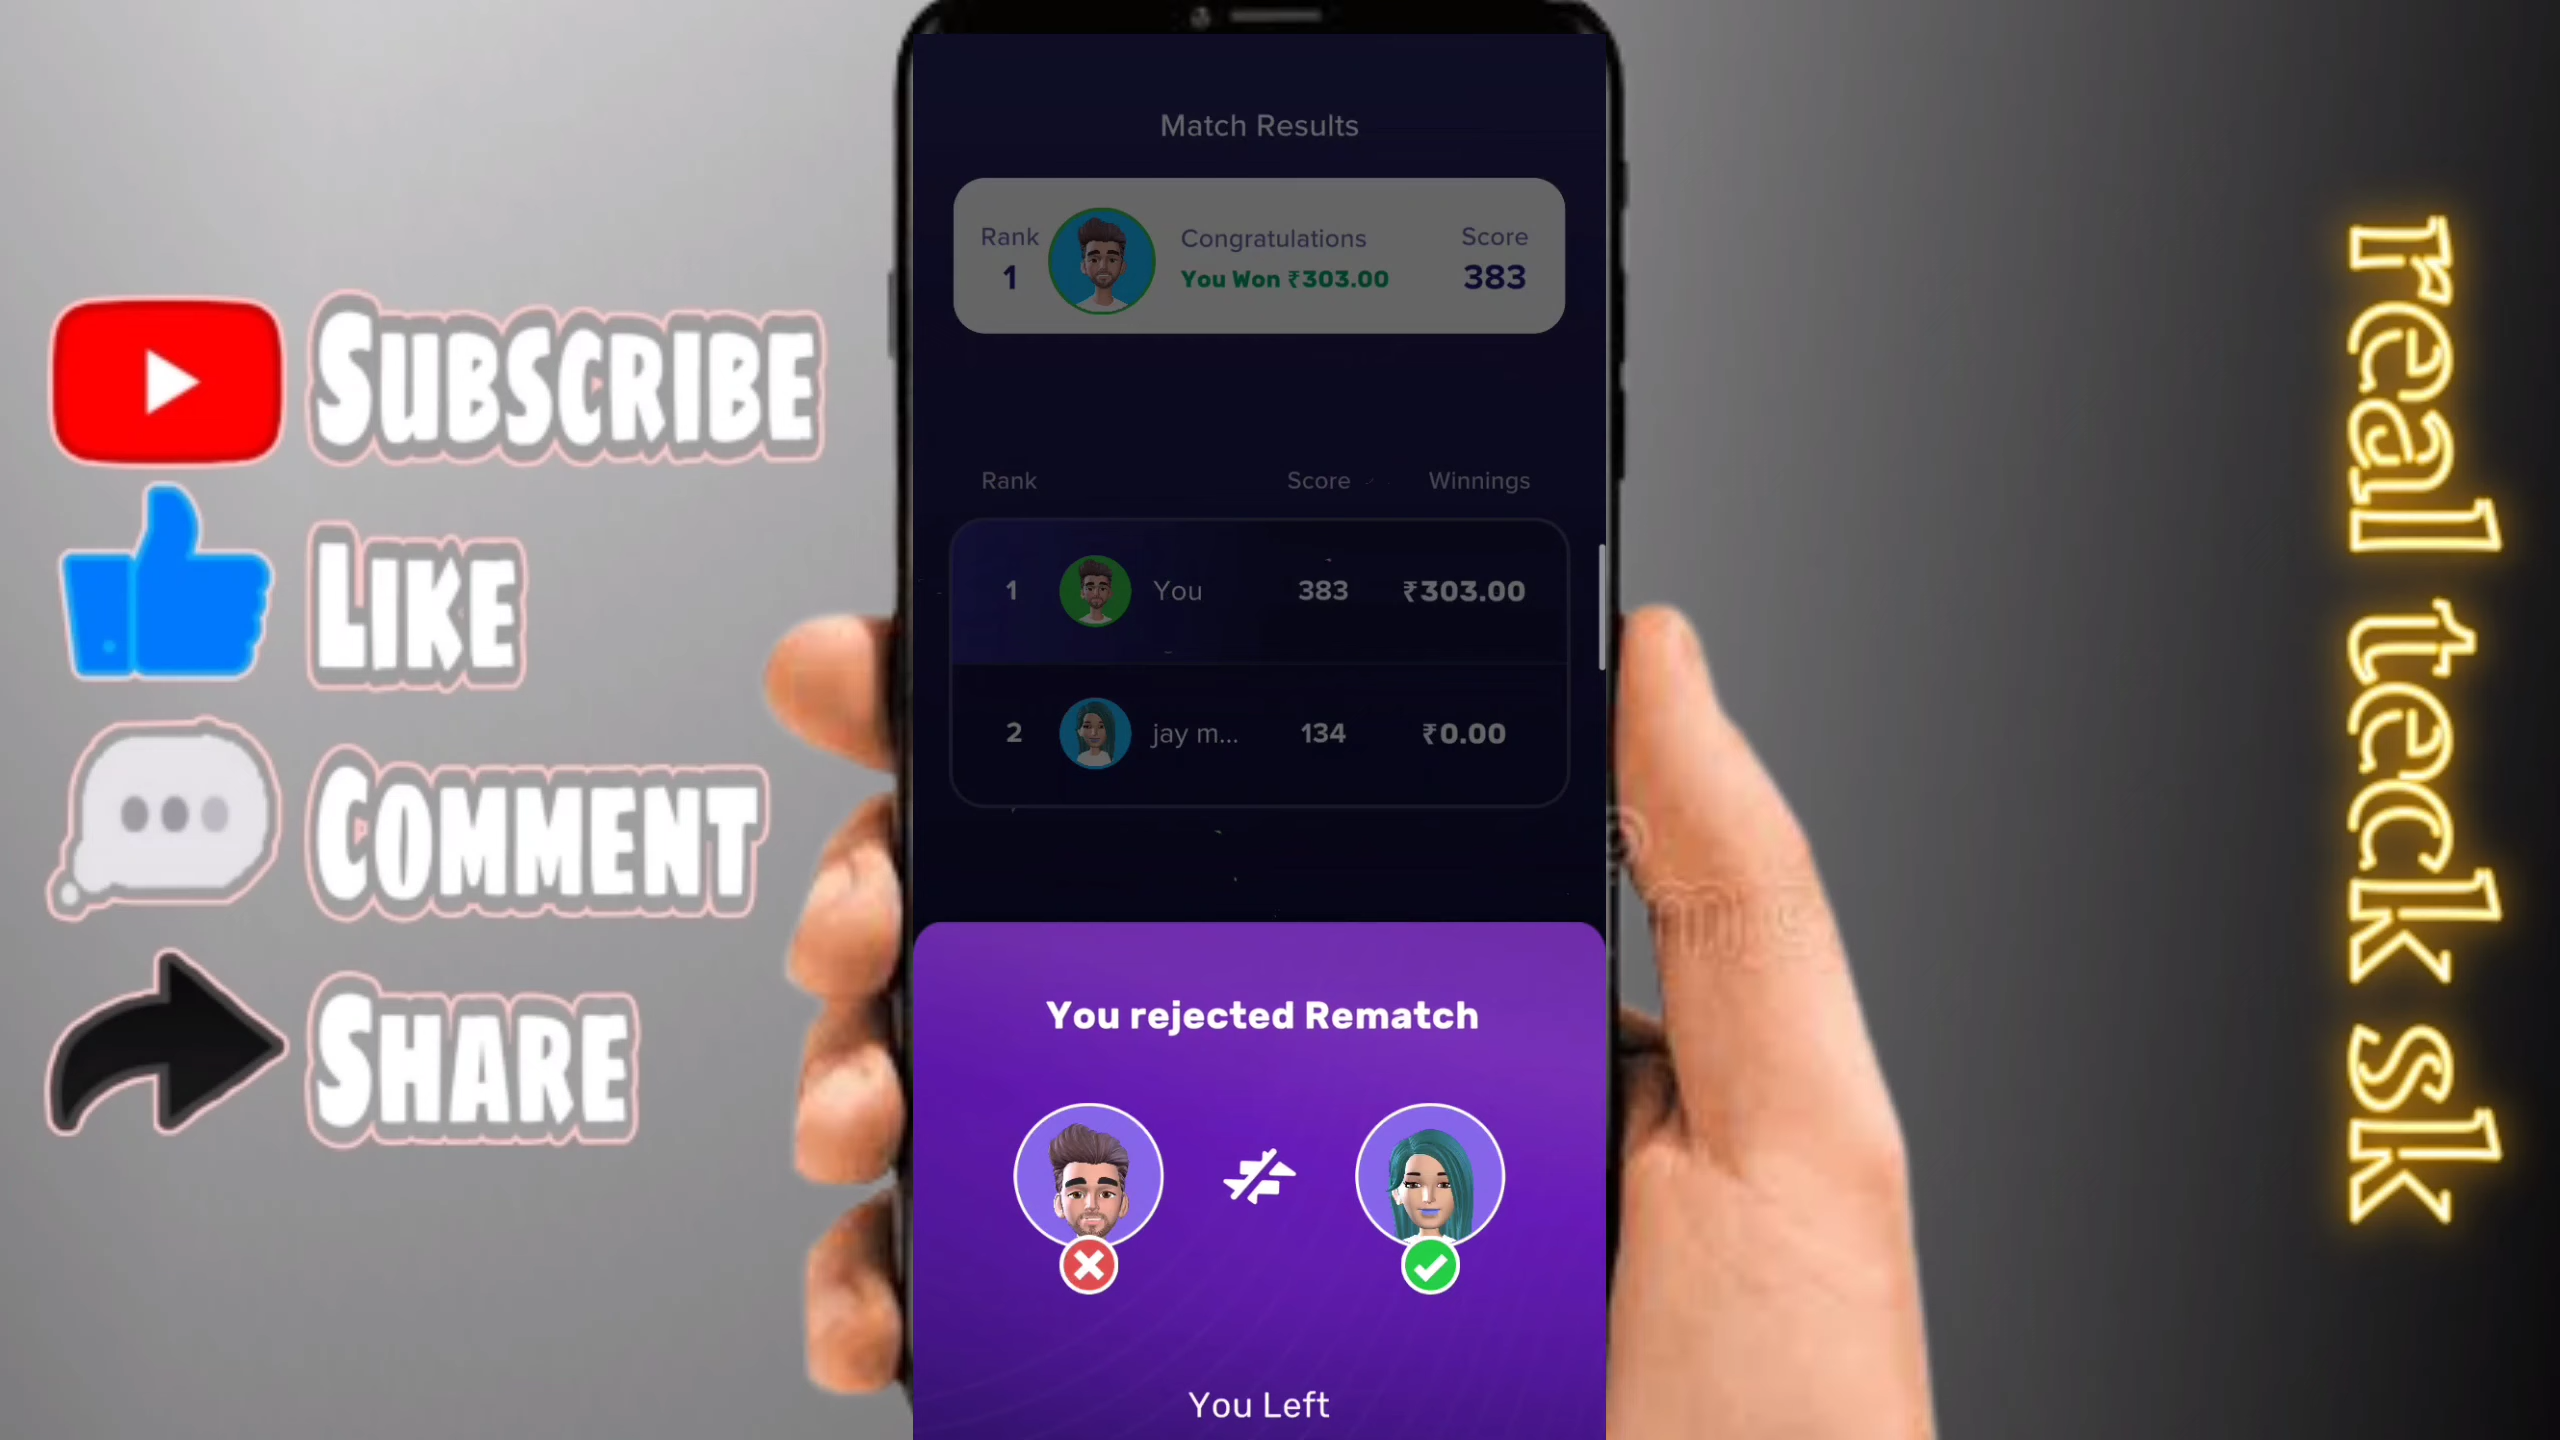 Match Results
Rank
1
Congratulations
You Won ₹303.00
Score
383
Rank Score Winnings
1 You 383 ₹303.00
2 jay m... 134 ₹0.00
You rejected Rematch
You Left
SUBSCRIBE
LIKE
COMMENT
SHARE
real teck sk